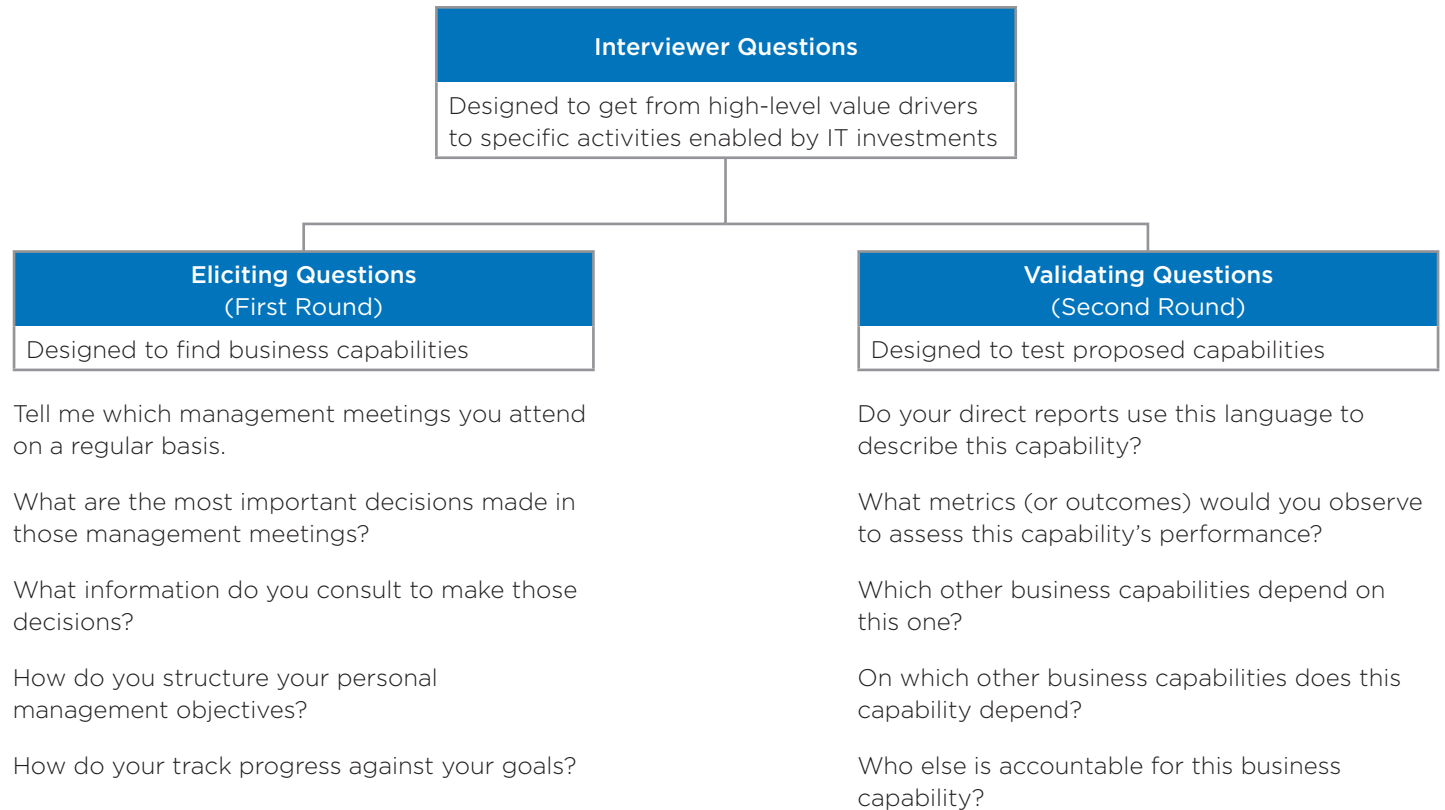 Interviewer Questions
Designed to get from high-level value drivers
to specific activities enabled by IT investments
Eliciting Questions
(First Round)
Designed to find business capabilities
Tell me which management meetings you attend
on a regular basis.
What are the most important decisions made in
those management meetings?
What information do you consult to make those
decisions?
How do you structure your personal
management objectives?
How do your track progress against your goals?
Validating Questions
(Second Round)
Designed to test proposed capabilities
Do your direct reports use this language to
describe this capability?
What metrics (or outcomes) would you observe
to assess this capability’s performance?
Which other business capabilities depend on
this one?
On which other business capabilities does this
capability depend?
Who else is accountable for this business
capability?